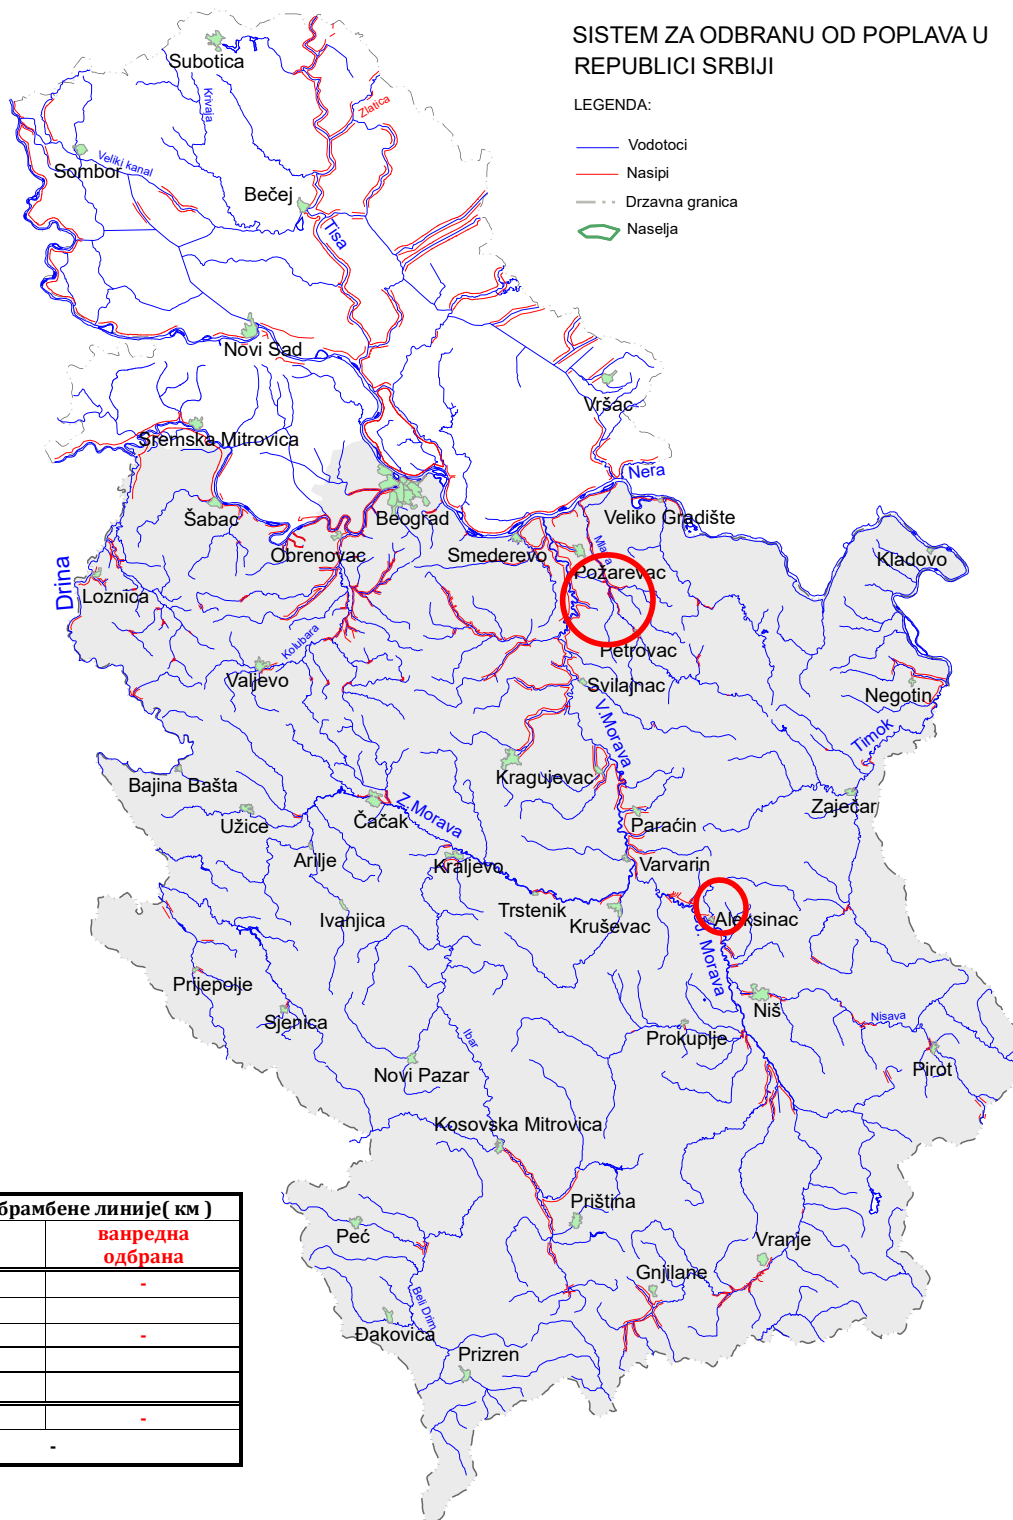 SISTEM ZA ODBRANU OD POPLAVA U
REPUBLICI SRBIJI
LEGENDA:
Vodotoci
Nasipi
Drzavna granica
Naselja
Subotica
Krivaja
Zlatica
Sombor
Veliki kanal
Bečej
Tisa
Novi Sad
Vršac
Sremska Mitrovica
Nera
Šabac
Beograd
Veliko Gradište
Obrenovac
Smederevo
Kladovo
Drina
Požarevac
Loznica
Kolubara
Petrovac
Valjevo
Svilajnac
Negotin
V.Morava
Timok
Kragujevac
Bajina Bašta
Zaječar
Užice
Čačak
Z.Morava
Paraćin
Arilje
Kraljevo
Varvarin
Ivanjica
Trstenik
Kruševac
Aleksinac
J. Morava
Prijepolje
Sjenica
Niš
Nisava
Ibar
Prokuplje
Pirot
Novi Pazar
Kosovska Mitrovica
Priština
Peć
Vranje
Gnjilane
Beli Drim
Đakovica
Prizren
брамбене линије( км )
ванредна
одбрана
-
-
-
-